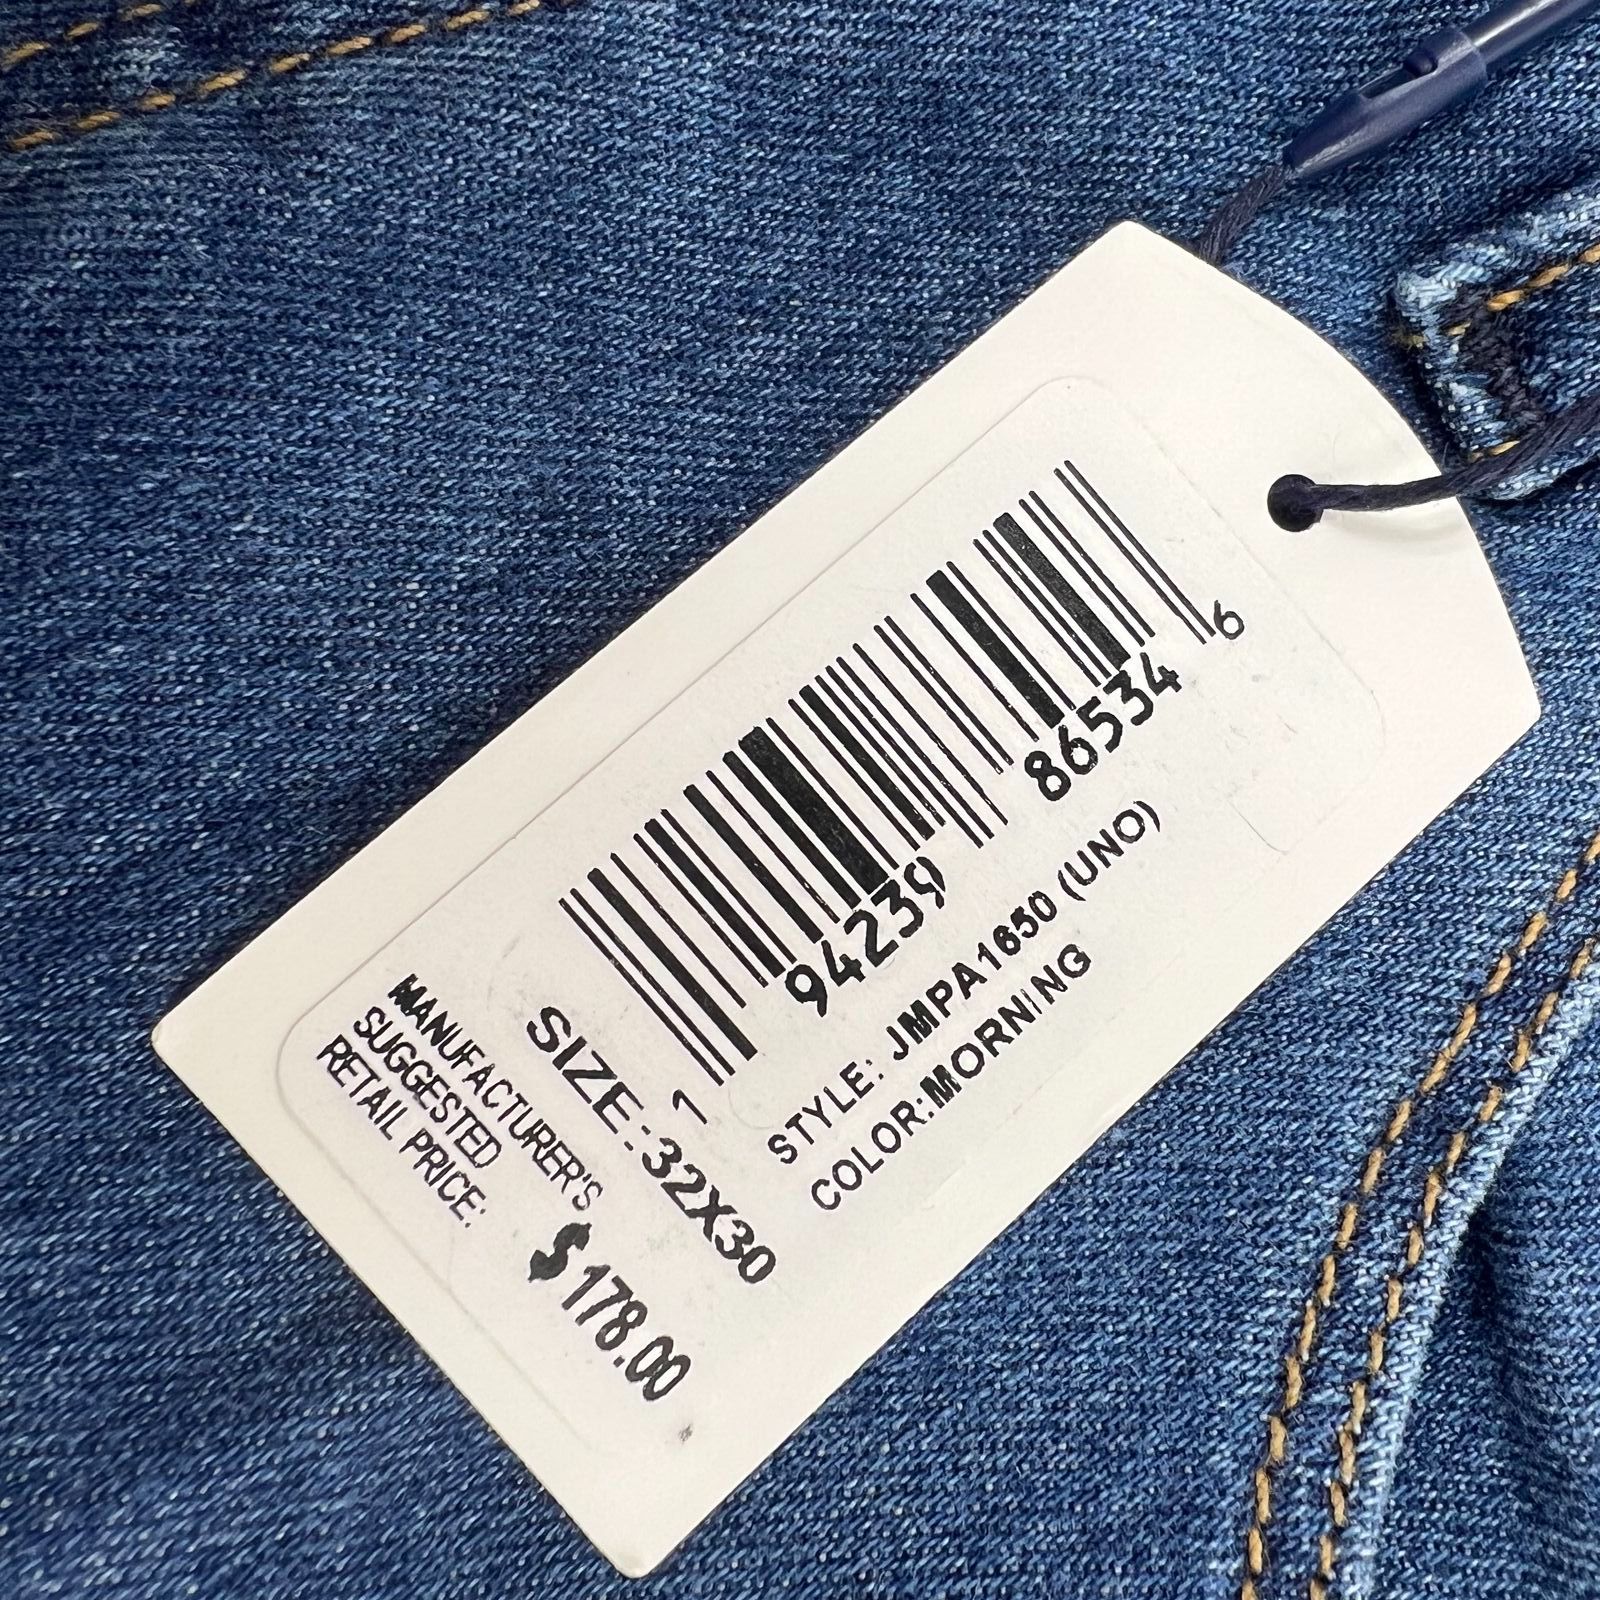 1 94239 86534 6
STYLE: JMPA1650 (UNO)
COLOR:MORNING
SIZE:32X30
MANUFACTURER'S
SUGGESTED
RETAIL PRICE:
$178.00